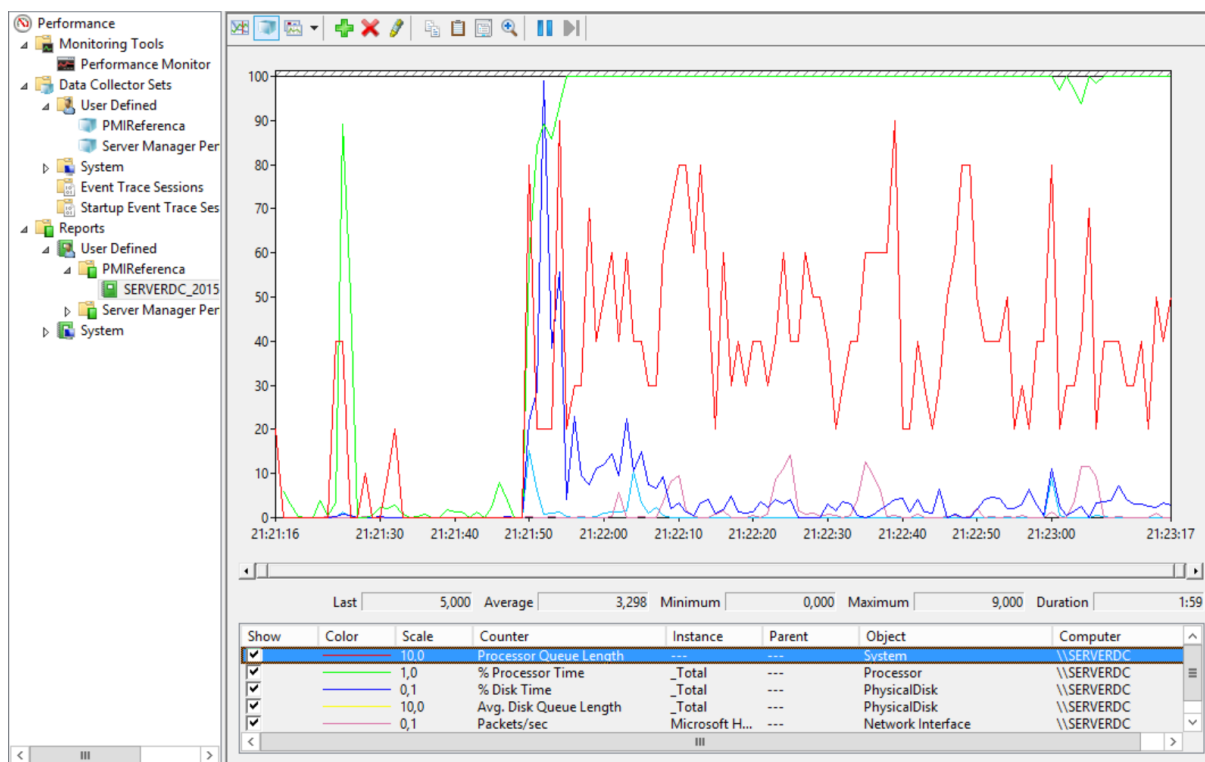 Performance
Monitoring Tools
Performance Monitor
Data Collector Sets
User Defined
PMIReferenca
Server Manager Per
System
Event Trace Sessions
Startup Event Trace Ses
Reports
User Defined
PMIReferenca
SERVERDC_2015
Server Manager Per
System
100
90
80
70
60
50
40
30
20
10
0
21:21:16 21:21:30 21:21:40 21:21:50 21:22:00 21:22:10 21:22:20 21:22:30 21:22:40 21:22:50 21:23:00 21:23:17
Last 5,000 Average 3,298 Minimum 0,000 Maximum 9,000 Duration 1:59
Show Color Scale Counter Instance Parent Object Computer
10,0 Processor Queue Length --- --- System \\SERVERDC
1,0 % Processor Time _Total --- Processor \\SERVERDC
0,1 % Disk Time _Total --- PhysicalDisk \\SERVERDC
10,0 Avg. Disk Queue Length _Total --- PhysicalDisk \\SERVERDC
0,1 Packets/sec Microsoft H... --- Network Interface \\SERVERDC